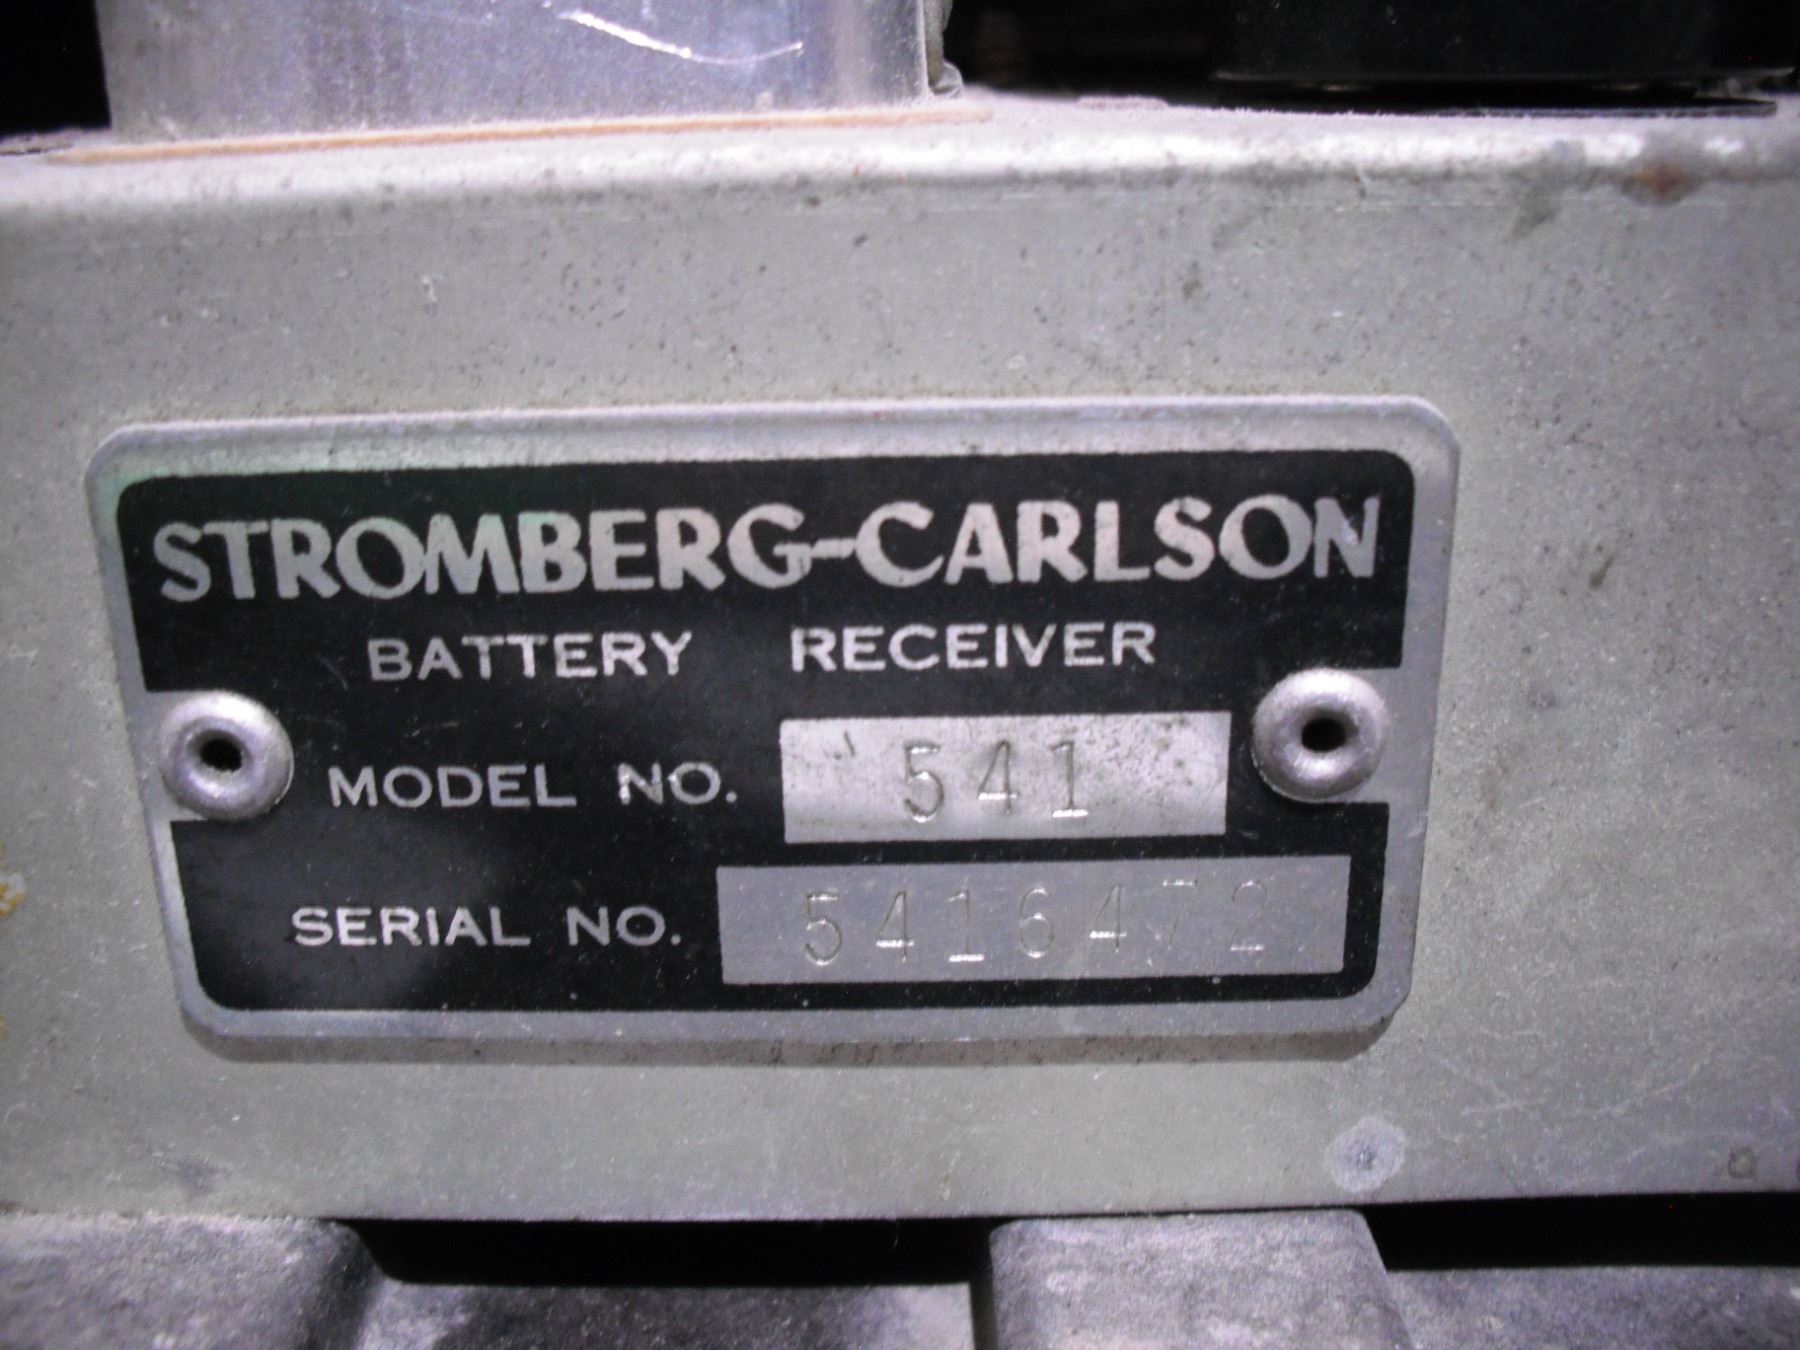 STROMBERG-CARLSON
BATTERY RECEIVER
MODEL NO. 541
SERIAL NO. 5416472